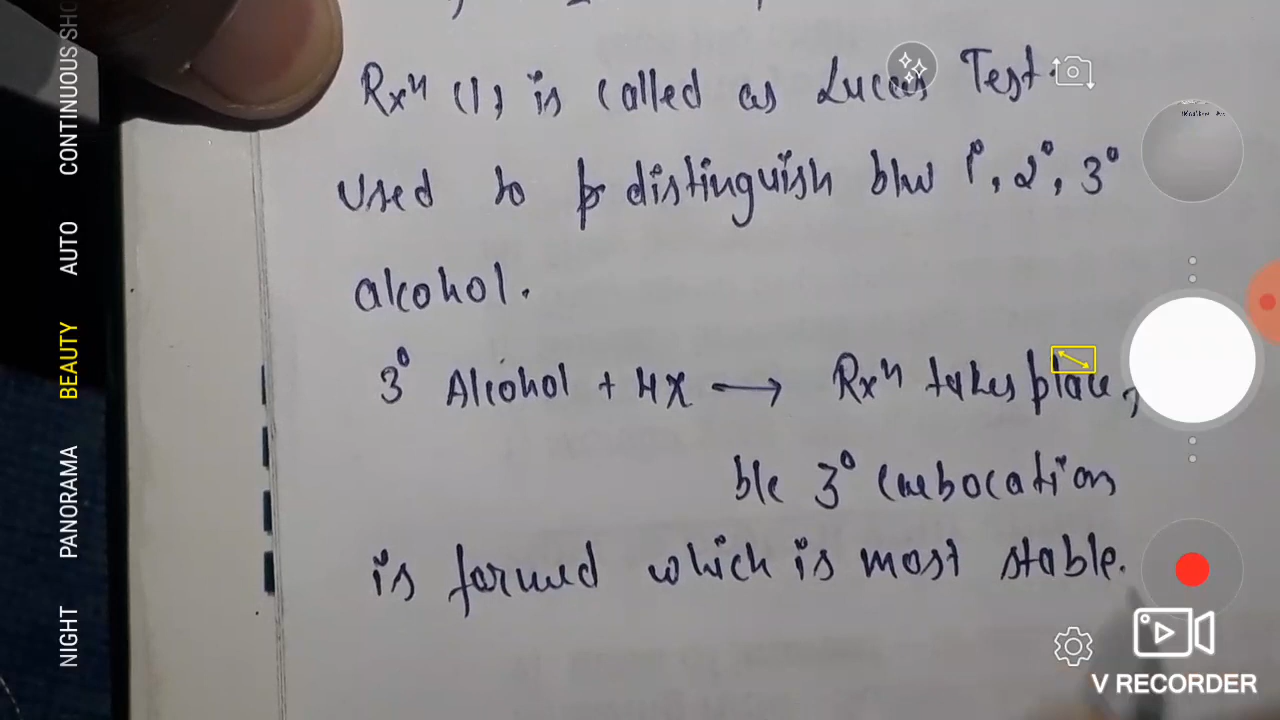 Rxⁿ (1) is called as Lucas Test.
Used to distinguish b/w 1°, 2°, 3°
alcohol.
3° Alcohol + HX ⟶ Rxⁿ takes place,
b/c 3° carbocation
is formed which is most stable.
CONTINUOUS SHO
AUTO
BEAUTY
PANORAMA
NIGHT
V RECORDER